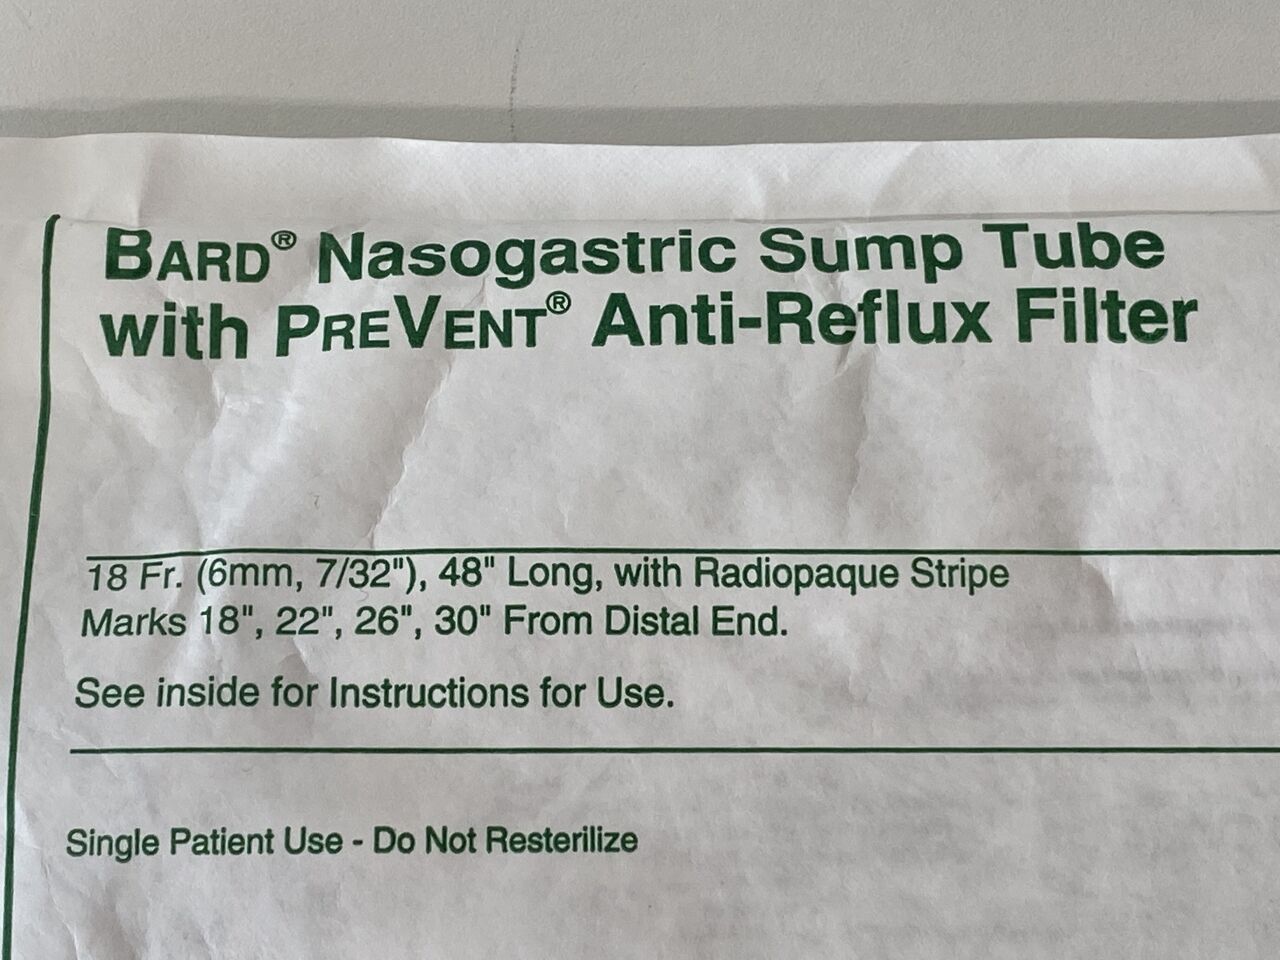 BARD® Nasogastric Sump Tube
with PREVENT® Anti-Reflux Filter
18 Fr. (6mm, 7/32"), 48" Long, with Radiopaque Stripe
Marks 18", 22", 26", 30" From Distal End.
See inside for Instructions for Use.
Single Patient Use - Do Not Resterilize